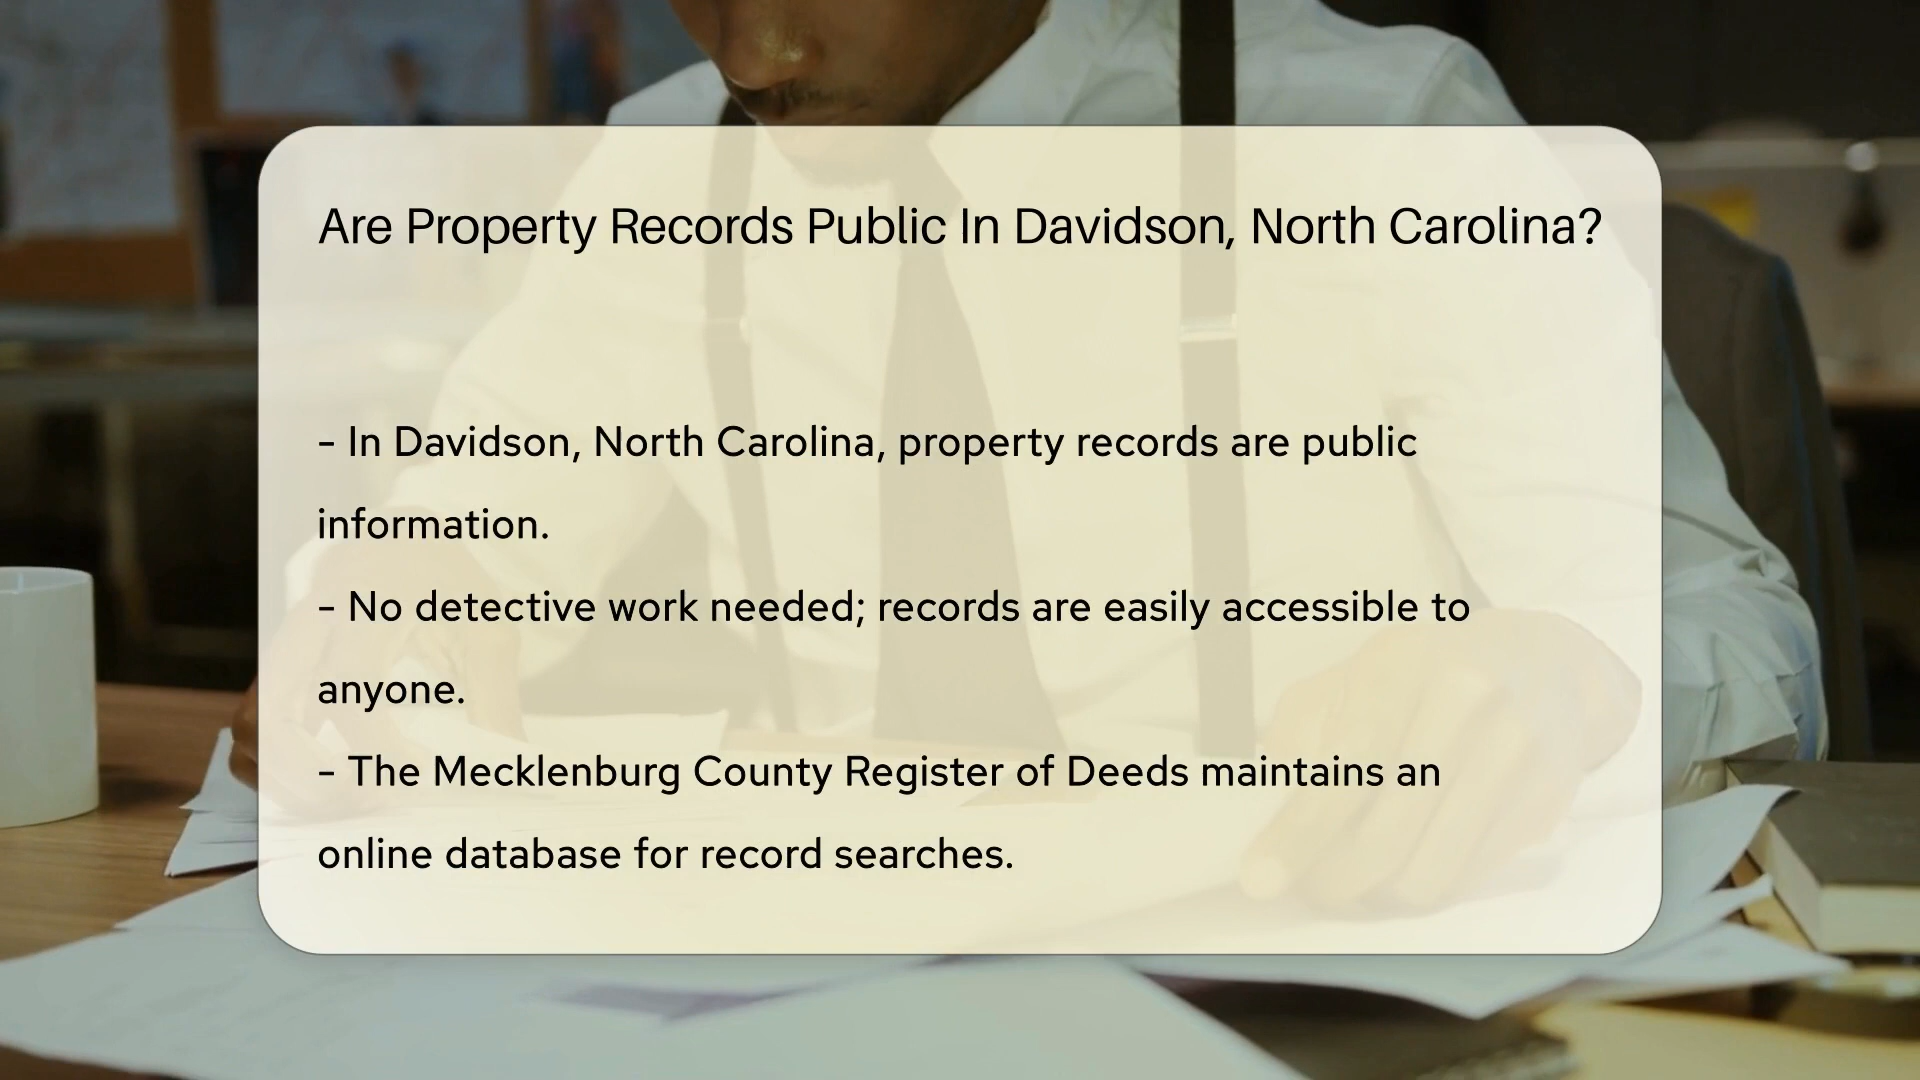 Are Property Records Public In Davidson, North Carolina?
– In Davidson, North Carolina, property records are public
information.
– No detective work needed; records are easily accessible to
anyone.
– The Mecklenburg County Register of Deeds maintains an
online database for record searches.